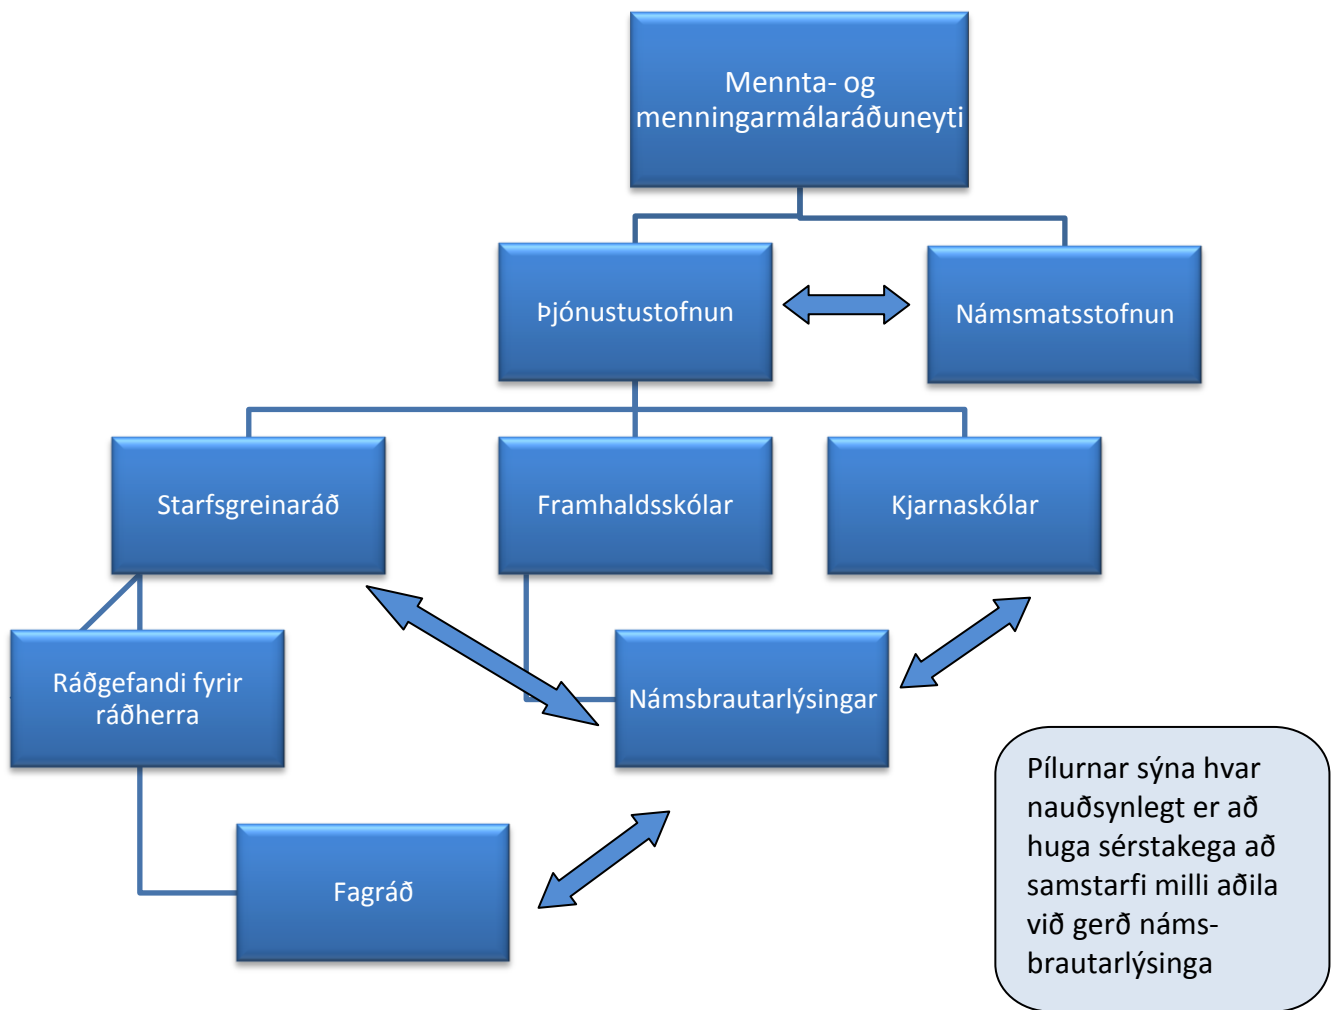 Mennta- og
menningarmálaráðuneyti
Þjónustustofnun
Námsmatsstofnun
Starfsgreinaráð
Framhaldsskólar
Kjarnaskólar
Ráðgefandi fyrir
ráðherra
Námsbrautarlýsingar
Fagráð
Pílurnar sýna hvar
nauðsynlegt er að
huga sérstakega að
samstarfi milli aðila
við gerð náms-
brautarlýsinga